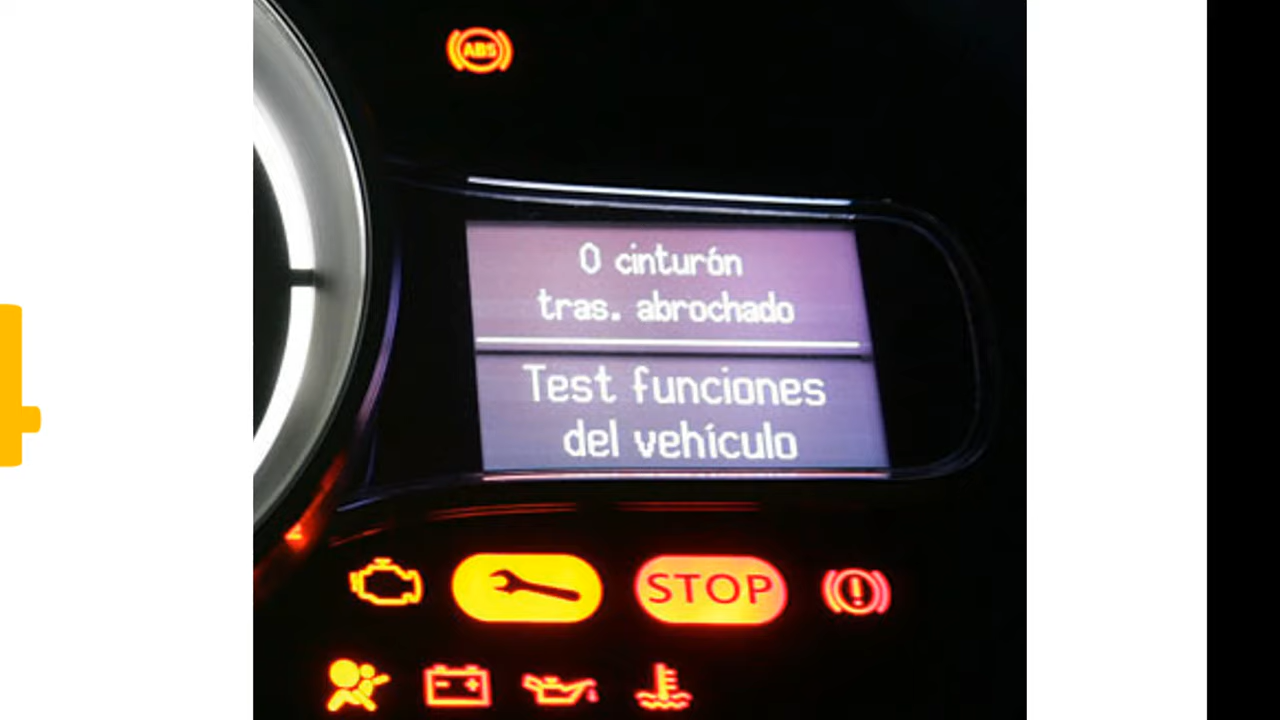 ABS
0 cinturón
tras. abrochado
Test funciones
del vehículo
STOP